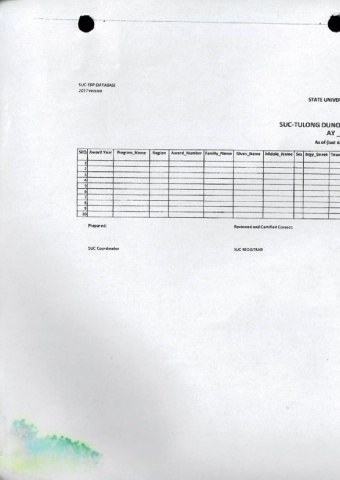 SUC-TDP DATABASE
2017 version
STATE UNIVE
SUC-TULONG DUNO
AY _
As of (last d
SEQ Award Year Program_Name Region Award_Number Family_Name Given_Name Middle_Name Sex Brgy_Street Town
1
2
3
4
5
6
7
8
9
10
Prepared: Reviewed and Certified Correct:
SUC Coordinator SUC REGISTRAR